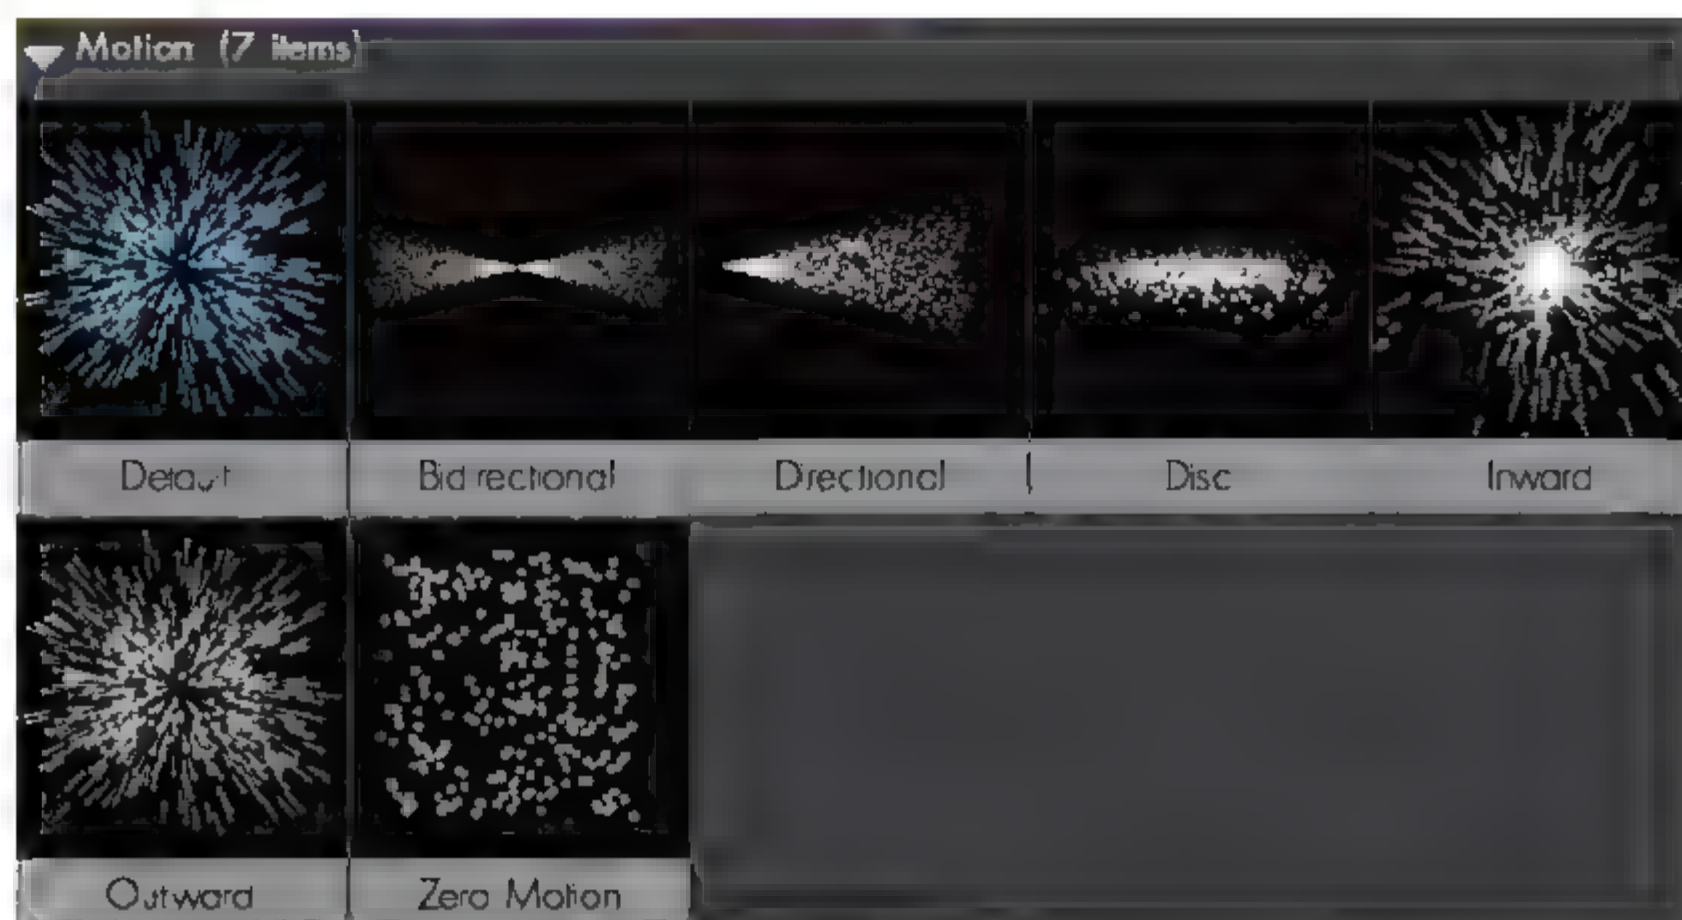 Motion (7 items)
Default Bidirectional Directional Disc Inward
Outward Zero Motion